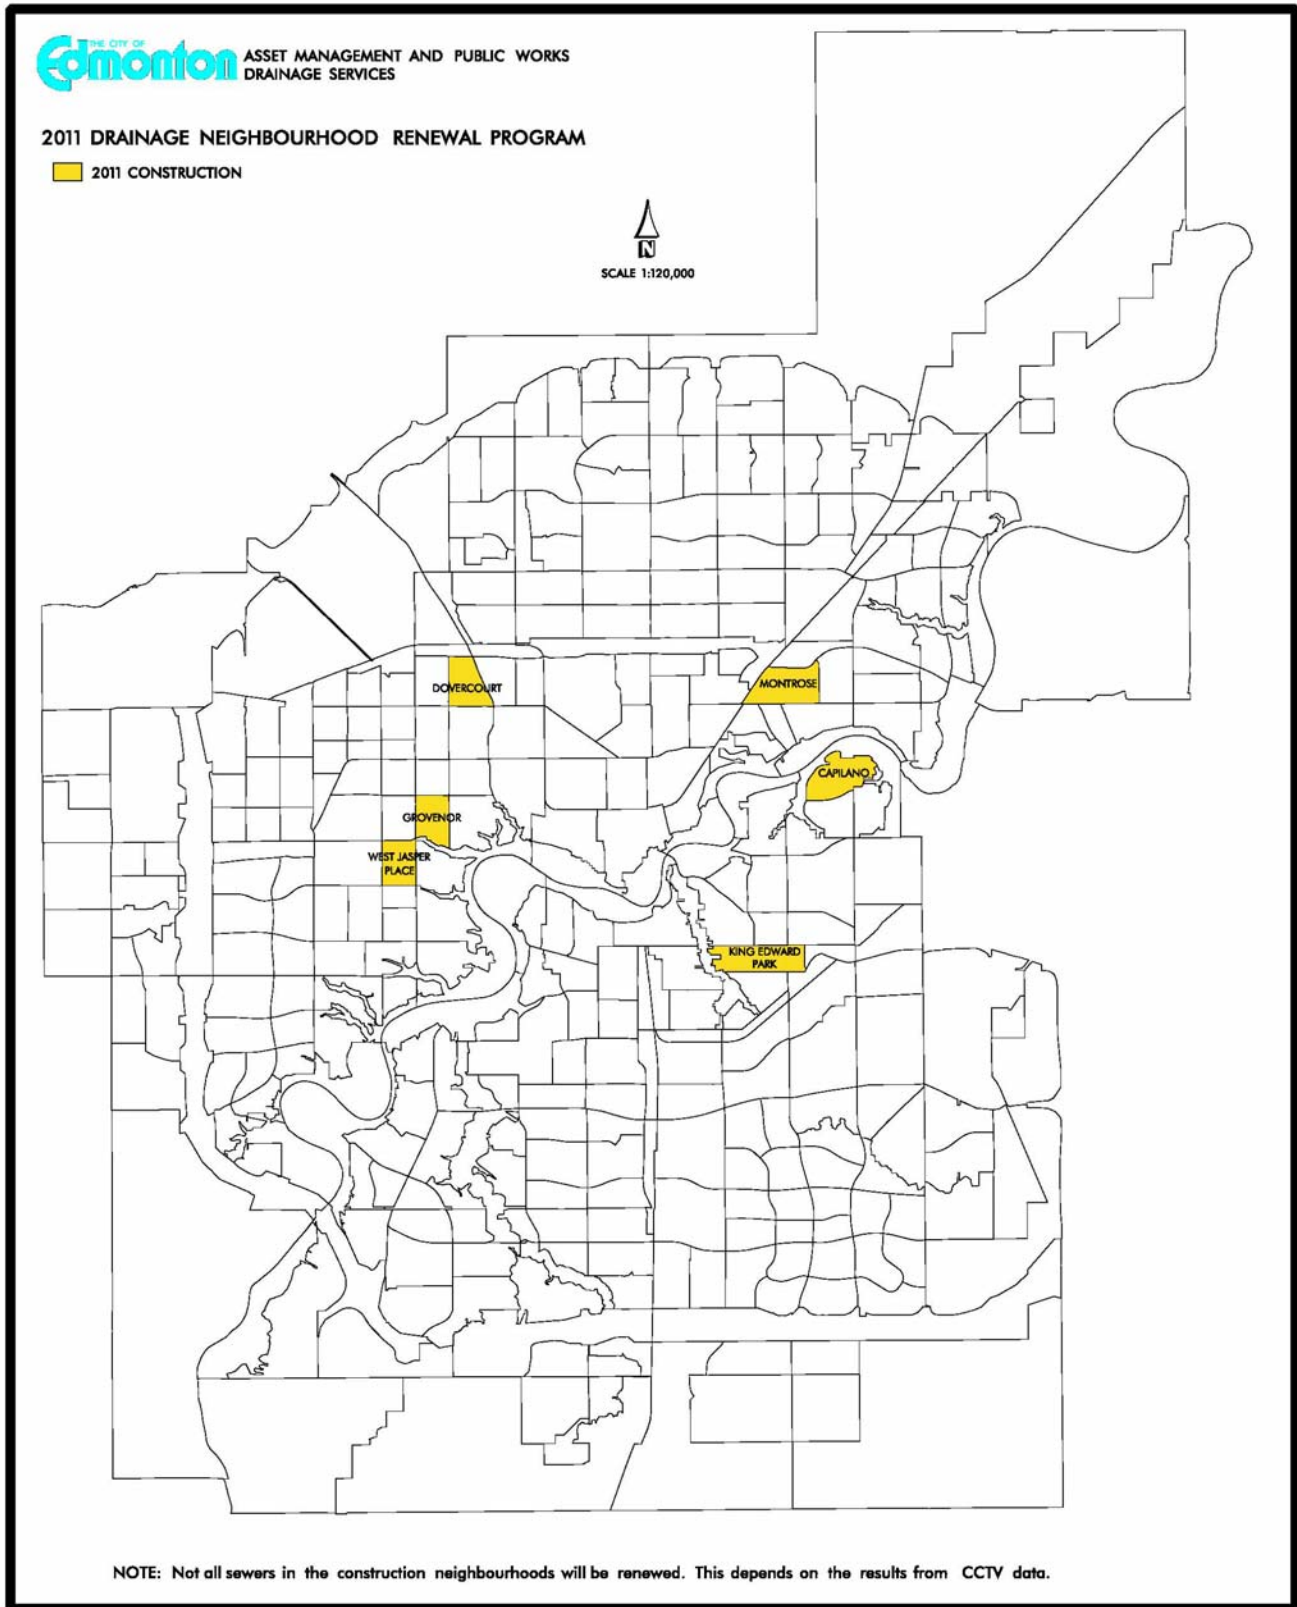 THE CITY OF
Edmonton
ASSET MANAGEMENT AND PUBLIC WORKS
DRAINAGE SERVICES
2011 DRAINAGE NEIGHBOURHOOD RENEWAL PROGRAM
2011 CONSTRUCTION
N
SCALE 1:120,000
DOVERCOURT
MONTROSE
CAPILANO
GROVENOR
WEST JASPER
PLACE
KING EDWARD
PARK
NOTE: Not all sewers in the construction neighbourhoods will be renewed. This depends on the results from CCTV data.